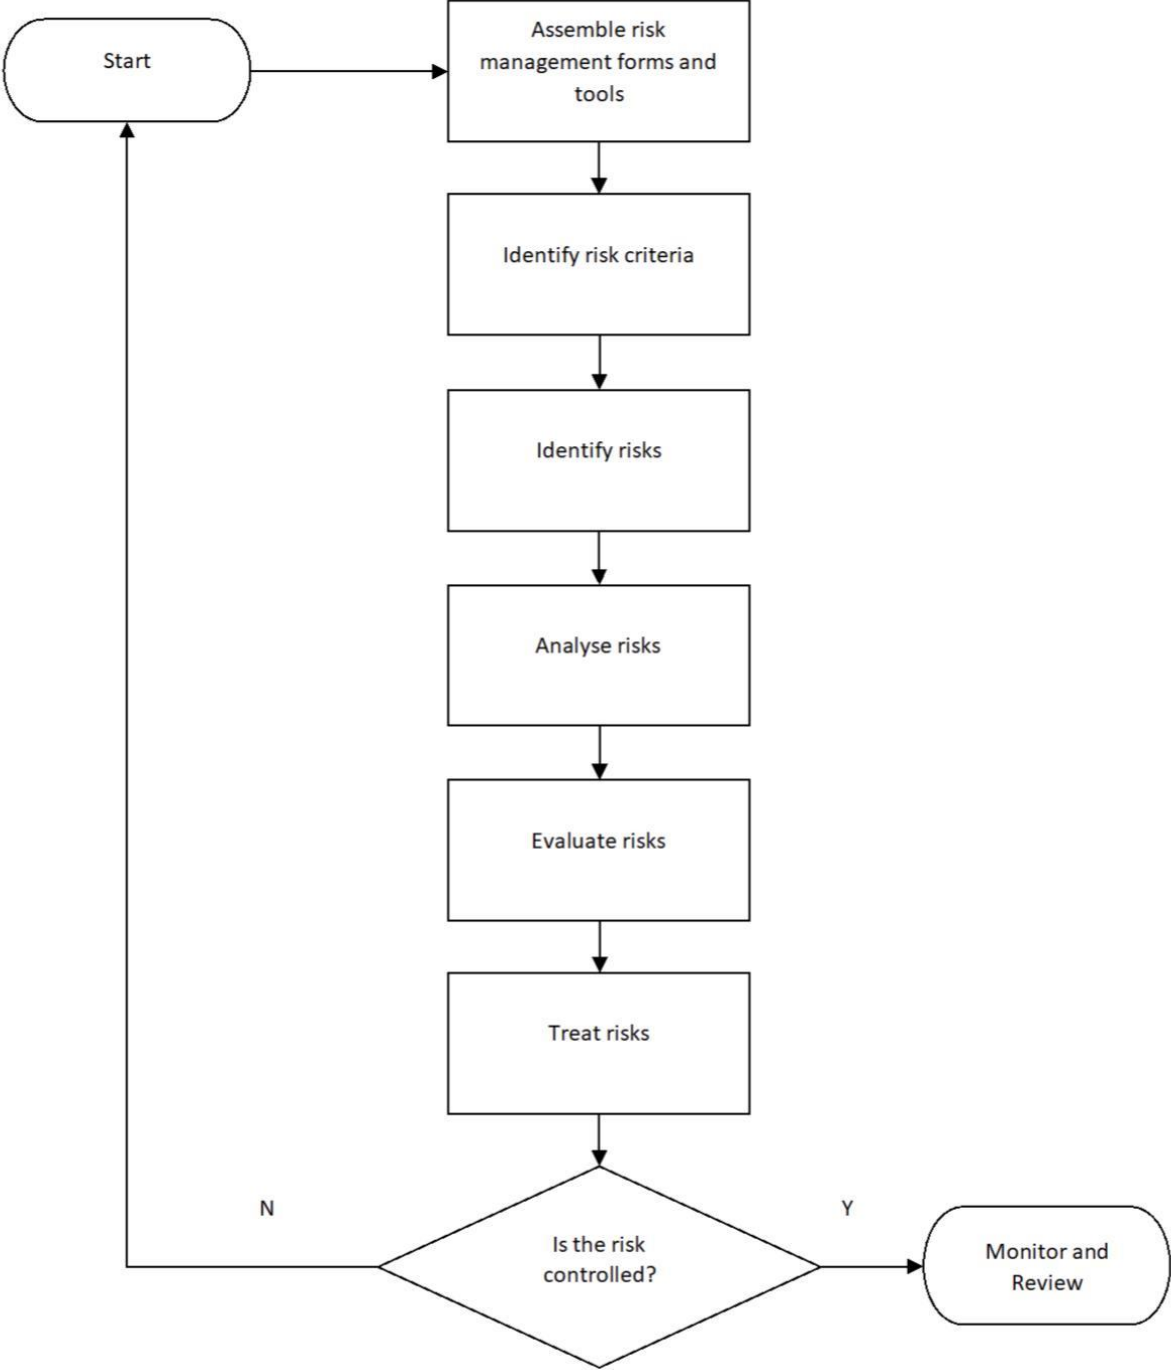 Start
Assemble risk
management forms and
tools
Identify risk criteria
Identify risks
Analyse risks
Evaluate risks
Treat risks
N
Y
Is the risk
controlled?
Monitor and
Review